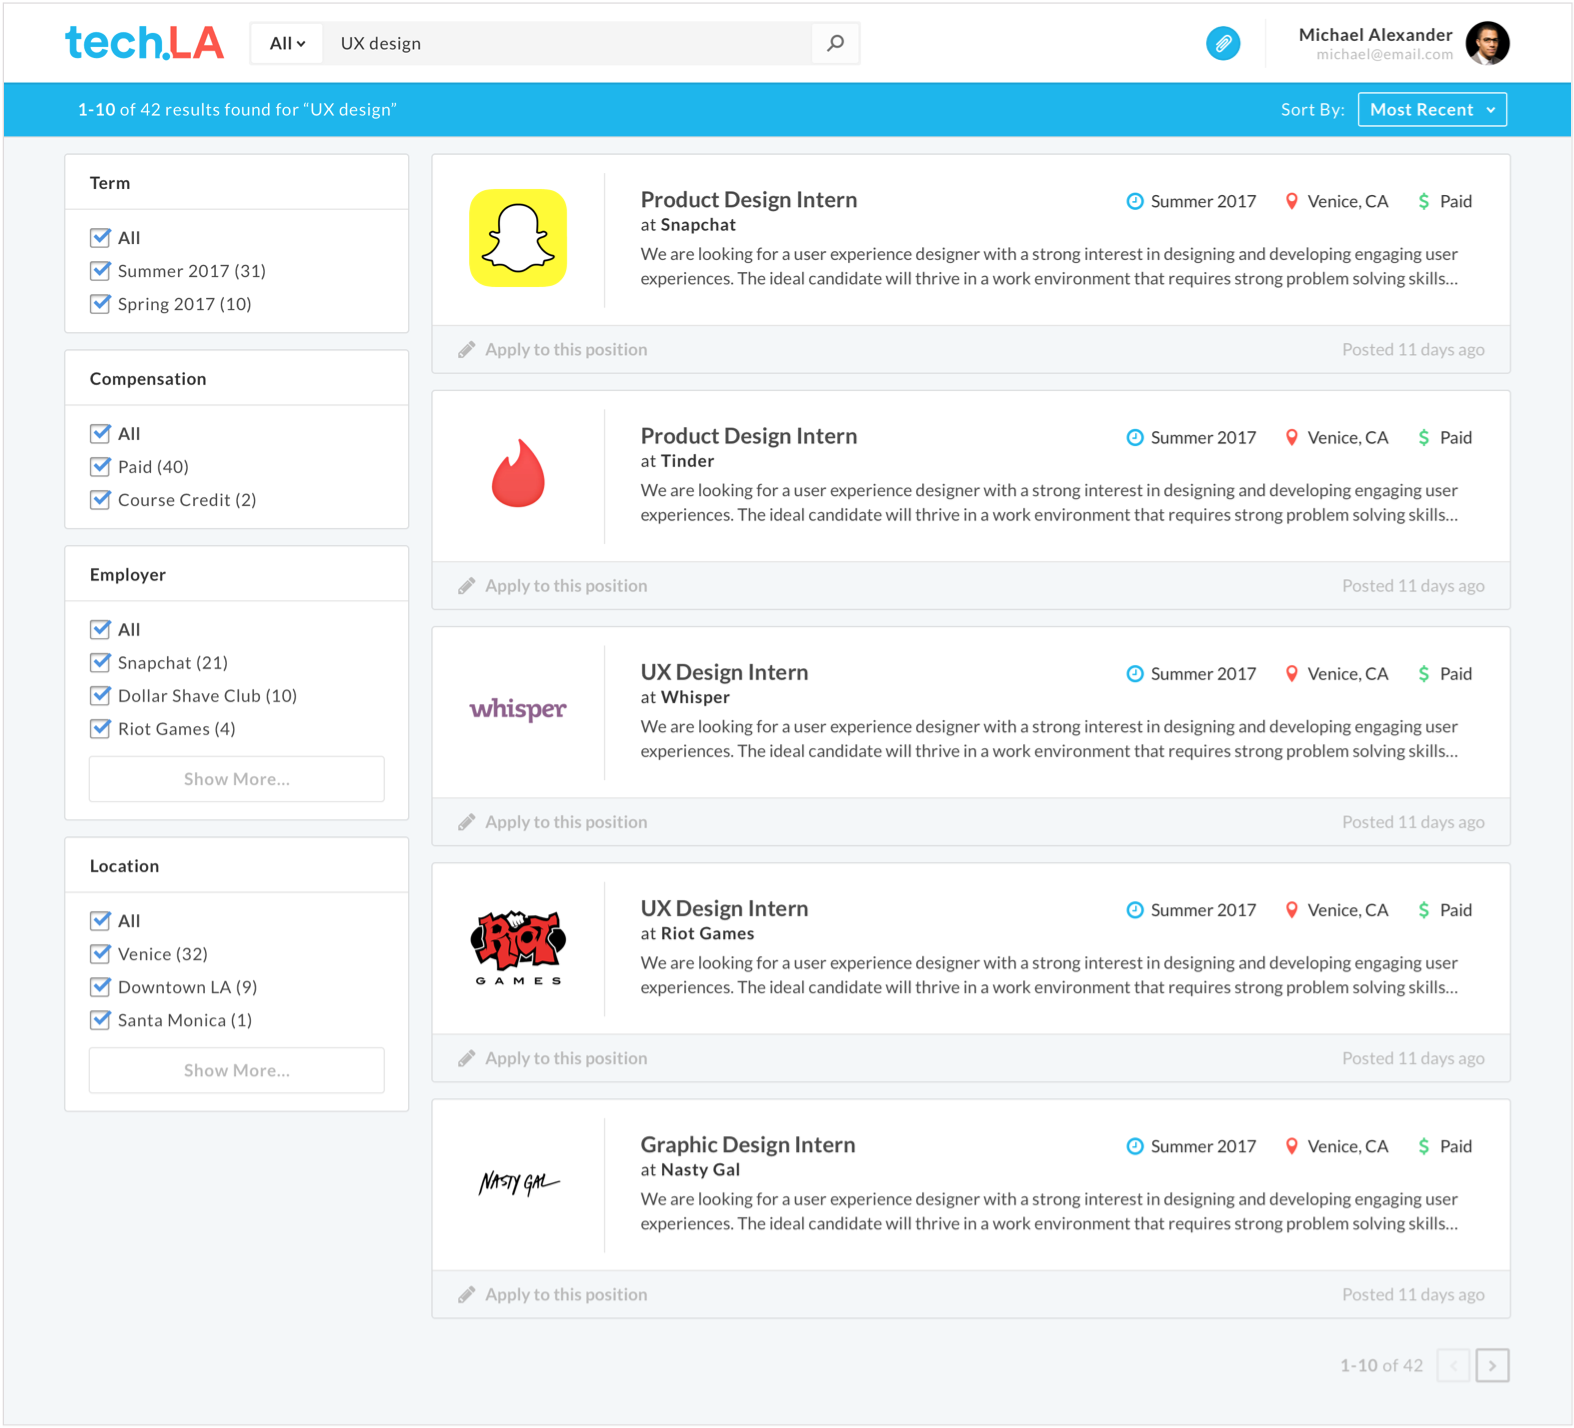 tech.LA
All
UX design
Michael Alexander
michael@email.com
1-10 of 42 results found for “UX design”
Sort By:
Most Recent
Term
All
Summer 2017 (31)
Spring 2017 (10)
Compensation
All
Paid (40)
Course Credit (2)
Employer
All
Snapchat (21)
Dollar Shave Club (10)
Riot Games (4)
Show More...
Location
All
Venice (32)
Downtown LA (9)
Santa Monica (1)
Show More...
Product Design Intern
Summer 2017
Venice, CA
$ Paid
at Snapchat
We are looking for a user experience designer with a strong interest in designing and developing engaging user
experiences. The ideal candidate will thrive in a work environment that requires strong problem solving skills...
Apply to this position
Posted 11 days ago
Product Design Intern
Summer 2017
Venice, CA
$ Paid
at Tinder
We are looking for a user experience designer with a strong interest in designing and developing engaging user
experiences. The ideal candidate will thrive in a work environment that requires strong problem solving skills...
Apply to this position
Posted 11 days ago
whisper
UX Design Intern
Summer 2017
Venice, CA
$ Paid
at Whisper
We are looking for a user experience designer with a strong interest in designing and developing engaging user
experiences. The ideal candidate will thrive in a work environment that requires strong problem solving skills...
Apply to this position
Posted 11 days ago
RIOT
GAMES
UX Design Intern
Summer 2017
Venice, CA
$ Paid
at Riot Games
We are looking for a user experience designer with a strong interest in designing and developing engaging user
experiences. The ideal candidate will thrive in a work environment that requires strong problem solving skills...
Apply to this position
Posted 11 days ago
NASTY GAL
Graphic Design Intern
Summer 2017
Venice, CA
$ Paid
at Nasty Gal
We are looking for a user experience designer with a strong interest in designing and developing engaging user
experiences. The ideal candidate will thrive in a work environment that requires strong problem solving skills...
Apply to this position
Posted 11 days ago
1-10 of 42